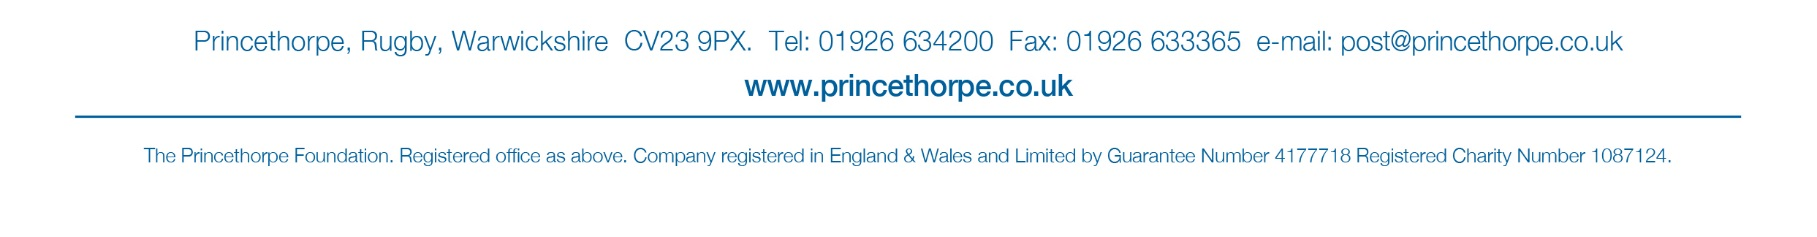 Princethorpe, Rugby, Warwickshire  CV23 9PX.  Tel: 01926 634200  Fax: 01926 633365  e-mail: post@princethorpe.co.uk
www.princethorpe.co.uk
The Princethorpe Foundation. Registered office as above. Company registered in England & Wales and Limited by Guarantee Number 4177718 Registered Charity Number 1087124.